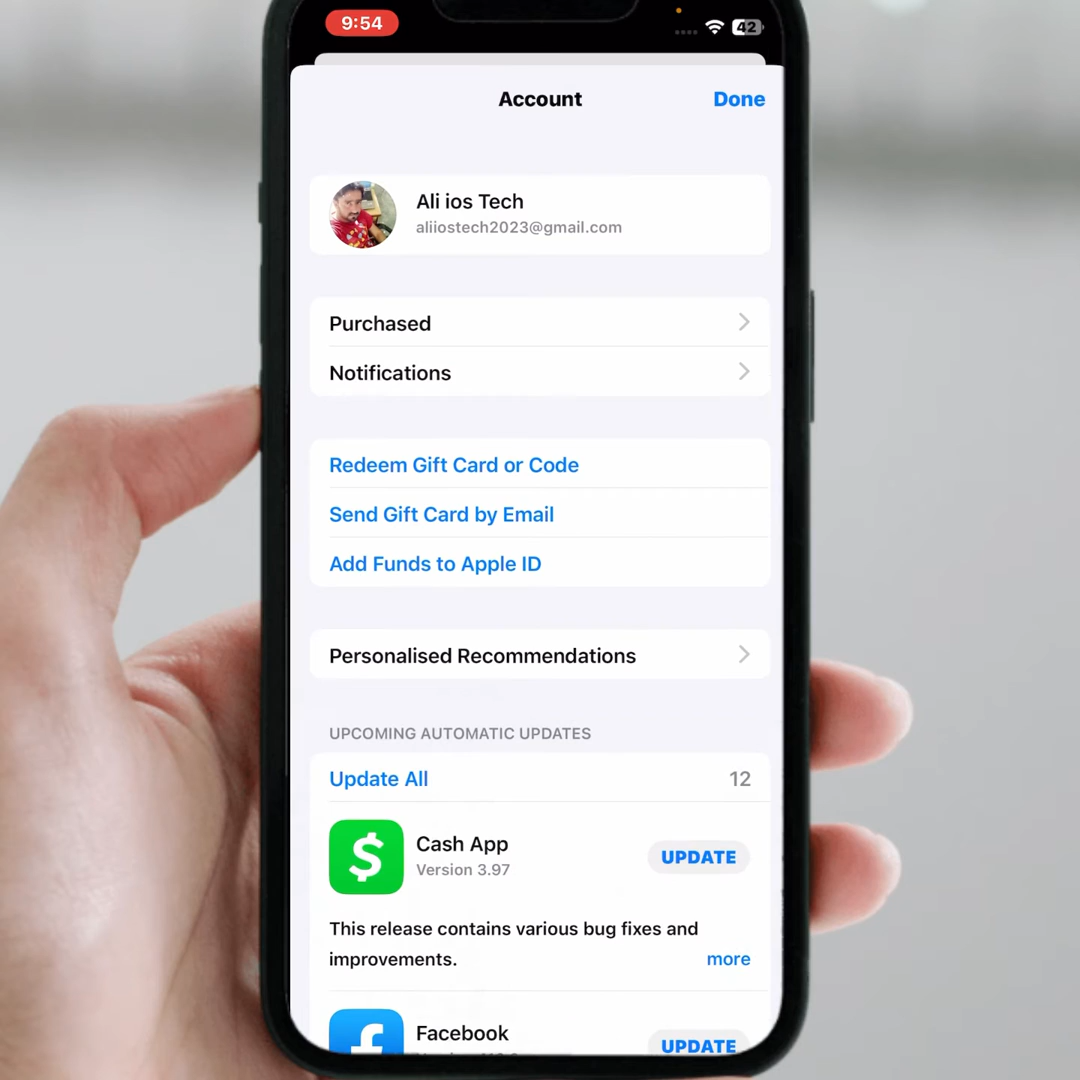 9:54
42
Account
Done
Ali ios Tech
aliiostech2023@gmail.com
Purchased
Notifications
Redeem Gift Card or Code
Send Gift Card by Email
Add Funds to Apple ID
Personalised Recommendations
UPCOMING AUTOMATIC UPDATES
Update All 12
Cash App
Version 3.97
UPDATE
This release contains various bug fixes and
improvements. more
Facebook
UPDATE